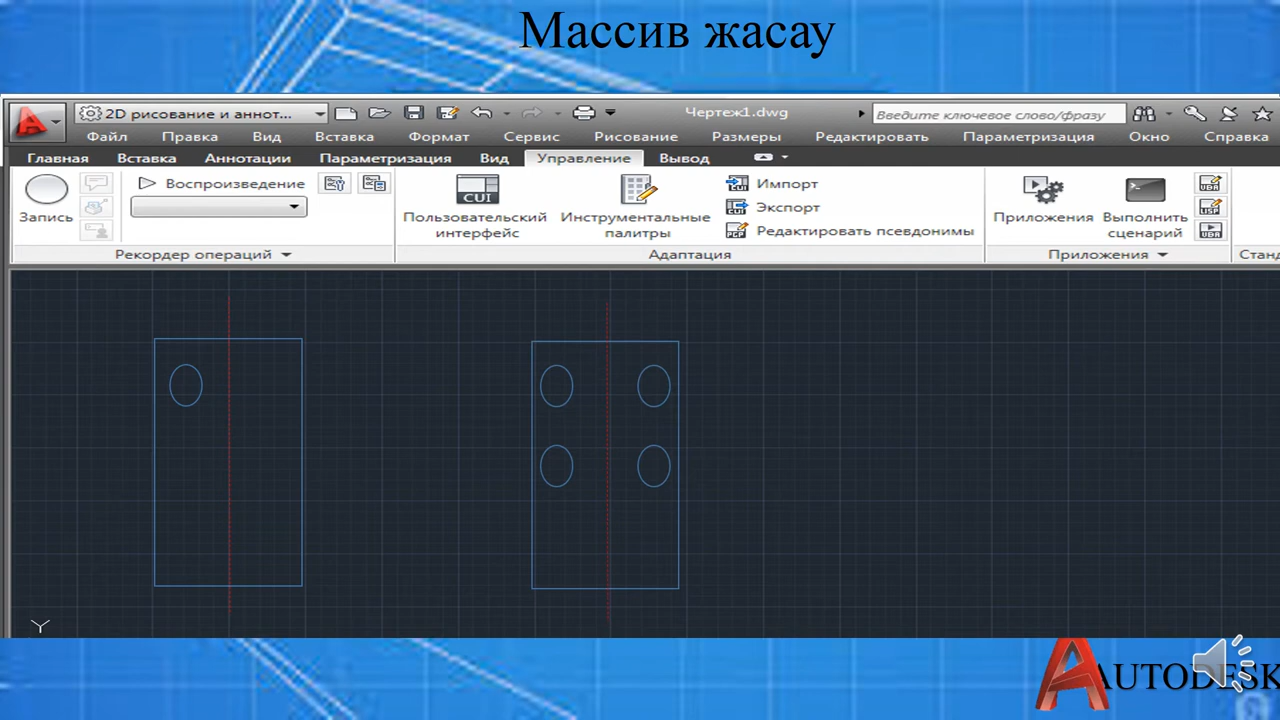 Массив жасау
2D рисование и аннот...
Чертеж1.dwg
Введите ключевое слово/фразу
Файл Правка Вид Вставка Формат Сервис Рисование Размеры Редактировать Параметризация Окно Справка
Главная Вставка Аннотации Параметризация Вид Управление Вывод
Запись
Воспроизведение
Рекордер операций
CUI
Пользовательский
интерфейс
Инструментальные
палитры
Импорт
Экспорт
Редактировать псевдонимы
Адаптация
Приложения
Выполнить
сценарий
Приложения
Станд
AUTODESK